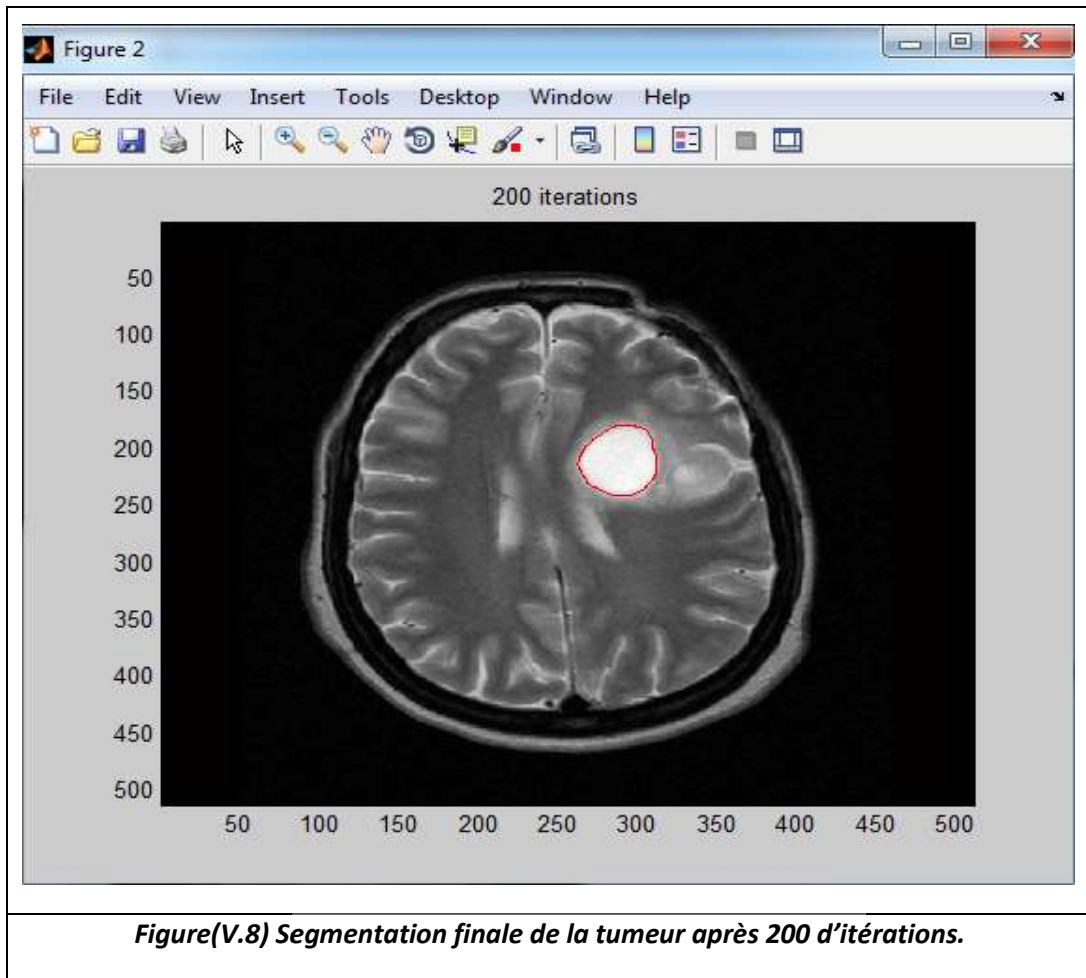 Figure 2
File Edit View Insert Tools Desktop Window Help
200 iterations
50
100
150
200
250
300
350
400
450
500
50 100 150 200 250 300 350 400 450 500
Figure(V.8) Segmentation finale de la tumeur après 200 d’itérations.